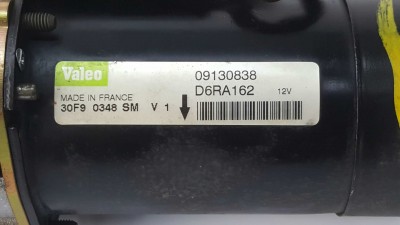 Valeo
09130838
D6RA162 12V
MADE IN FRANCE
30F9 0348 SM V 1